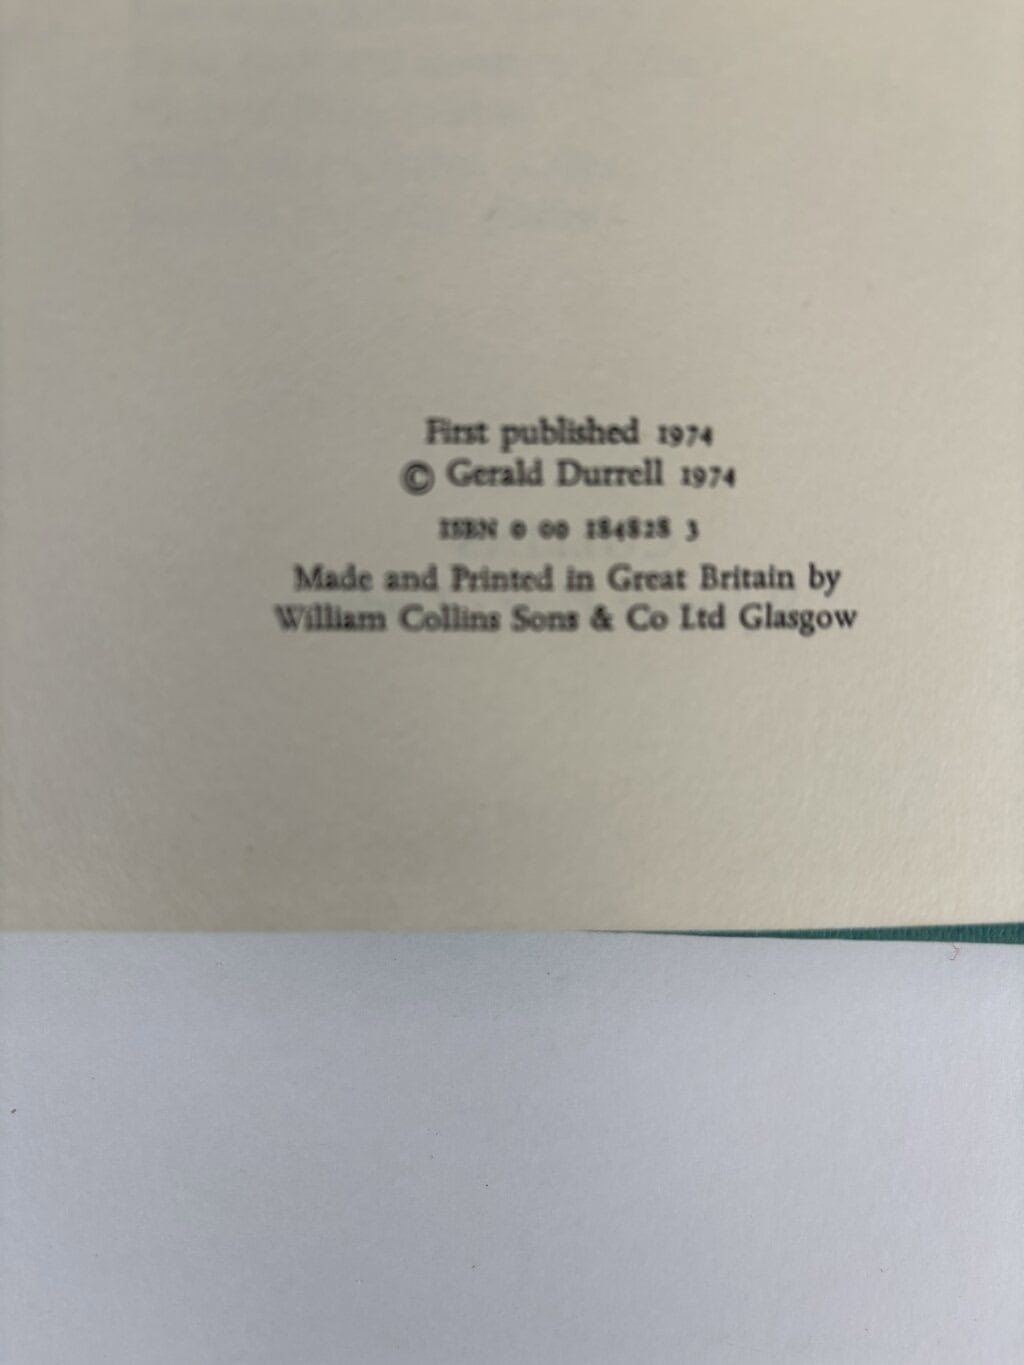 First published 1974
© Gerald Durrell 1974
ISBN 0 00 184828 3
Made and Printed in Great Britain by
William Collins Sons & Co Ltd Glasgow